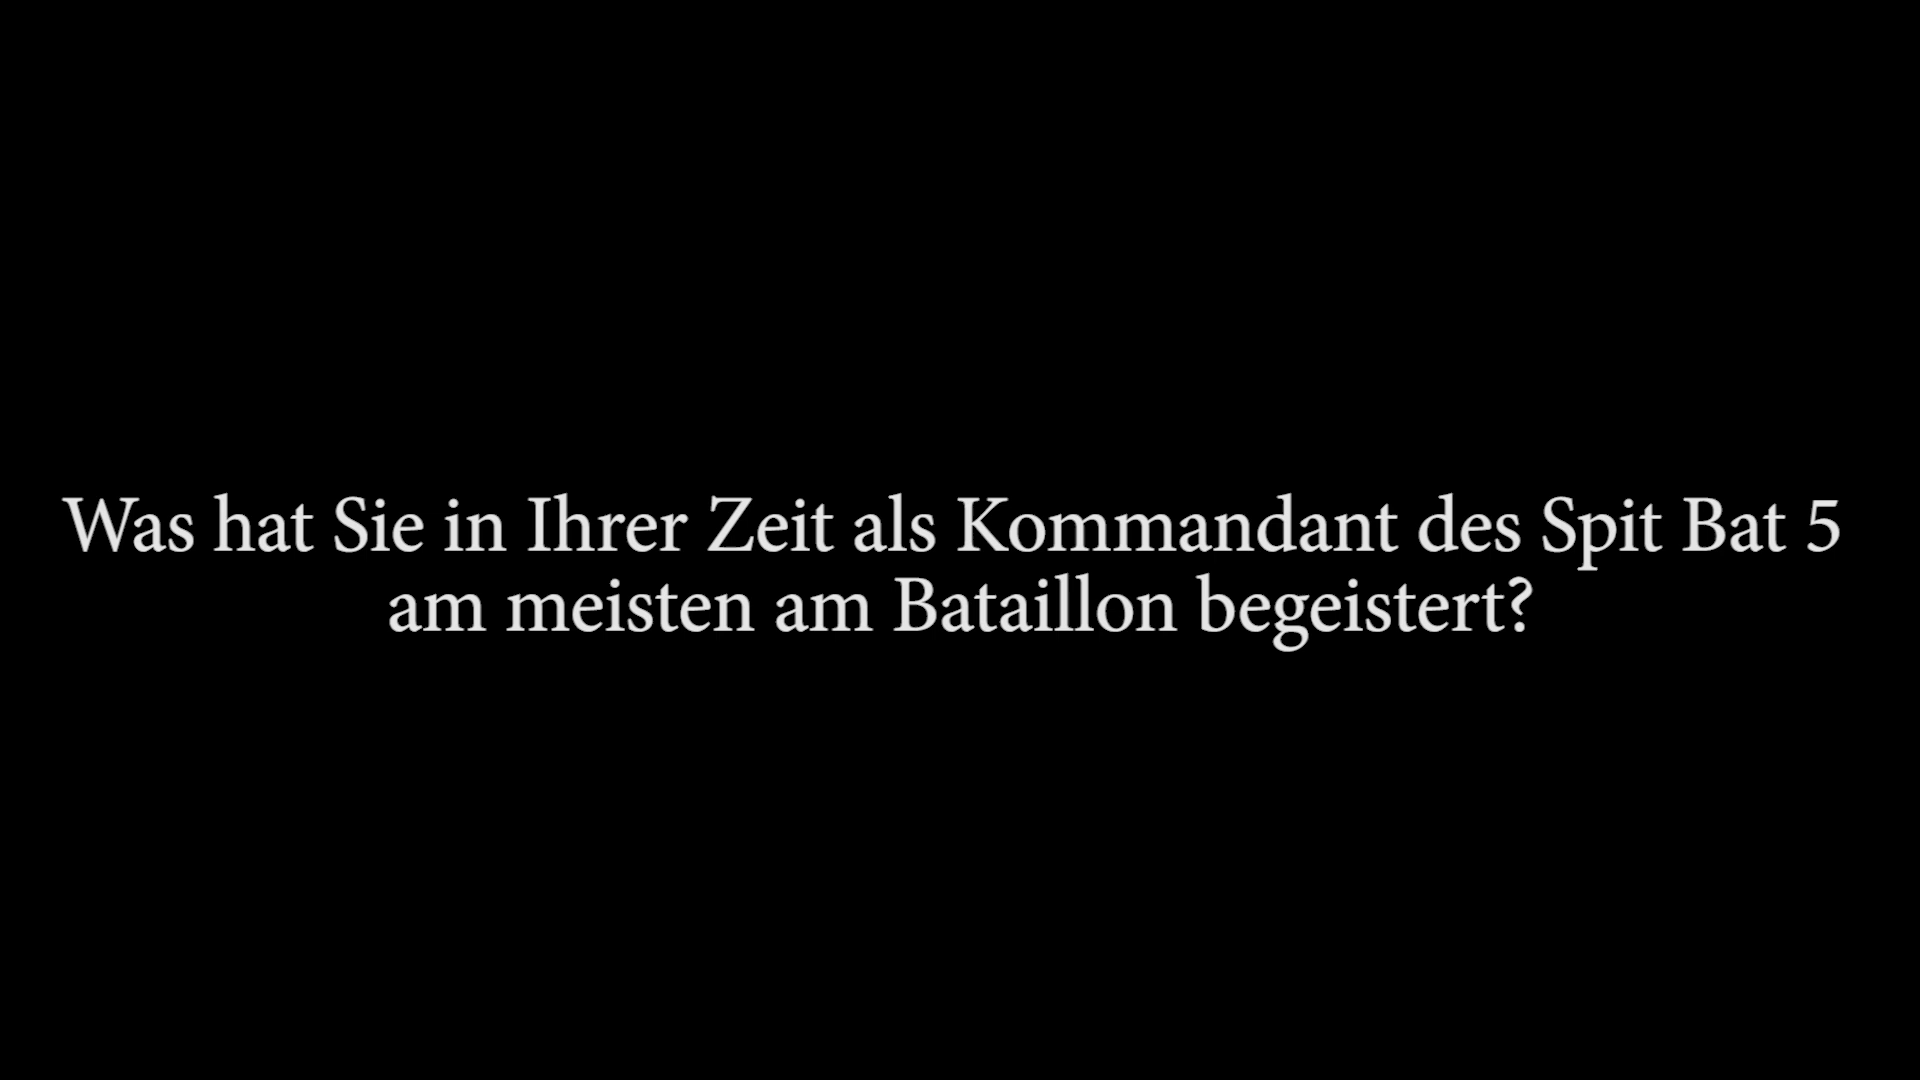 Was hat Sie in Ihrer Zeit als Kommandant des Spit Bat 5
am meisten am Bataillon begeistert?